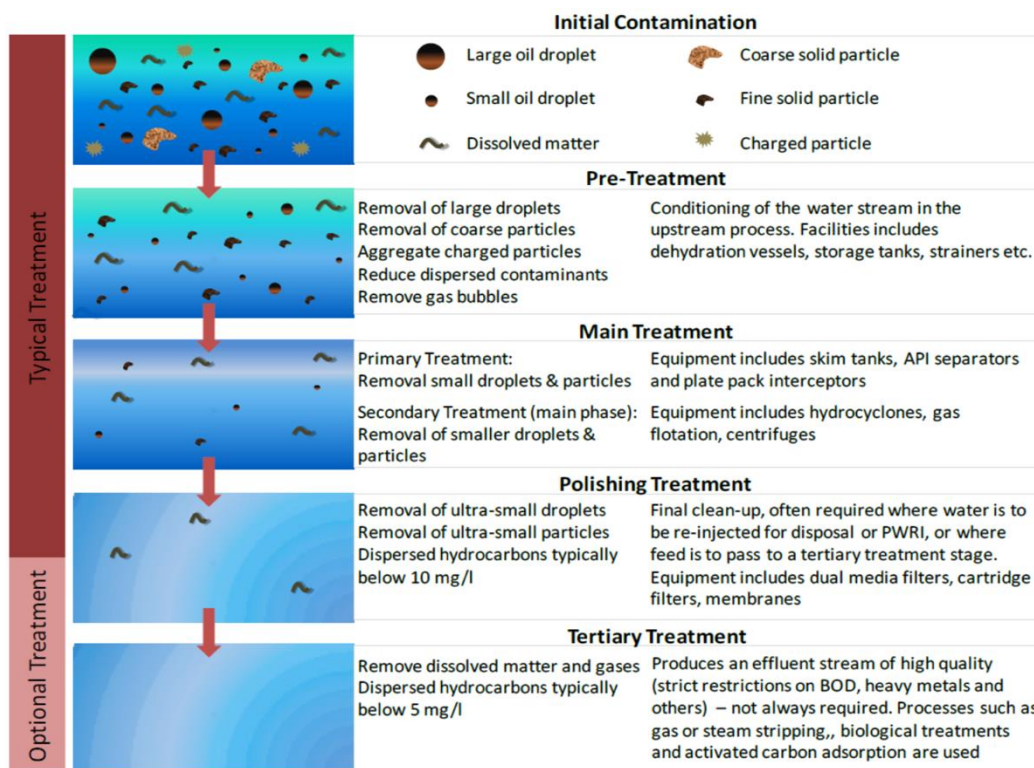 Initial Contamination
Large oil droplet
Coarse solid particle
Small oil droplet
Fine solid particle
Dissolved matter
Charged particle
Typical Treatment
Pre-Treatment
Removal of large droplets
Removal of coarse particles
Aggregate charged particles
Reduce dispersed contaminants
Remove gas bubbles
Conditioning of the water stream in the
upstream process. Facilities includes
dehydration vessels, storage tanks, strainers etc.
Main Treatment
Primary Treatment:
Removal small droplets & particles
Equipment includes skim tanks, API separators
and plate pack interceptors
Secondary Treatment (main phase):
Removal of smaller droplets &
particles
Equipment includes hydrocyclones, gas
flotation, centrifuges
Polishing Treatment
Removal of ultra-small droplets
Removal of ultra-small particles
Dispersed hydrocarbons typically
below 10 mg/l
Final clean-up, often required where water is to
be re-injected for disposal or PWRI, or where
feed is to pass to a tertiary treatment stage.
Equipment includes dual media filters, cartridge
filters, membranes
Optional Treatment
Tertiary Treatment
Remove dissolved matter and gases
Dispersed hydrocarbons typically
below 5 mg/l
Produces an effluent stream of high quality
(strict restrictions on BOD, heavy metals and
others) – not always required. Processes such as
gas or steam stripping,, biological treatments
and activated carbon adsorption are used